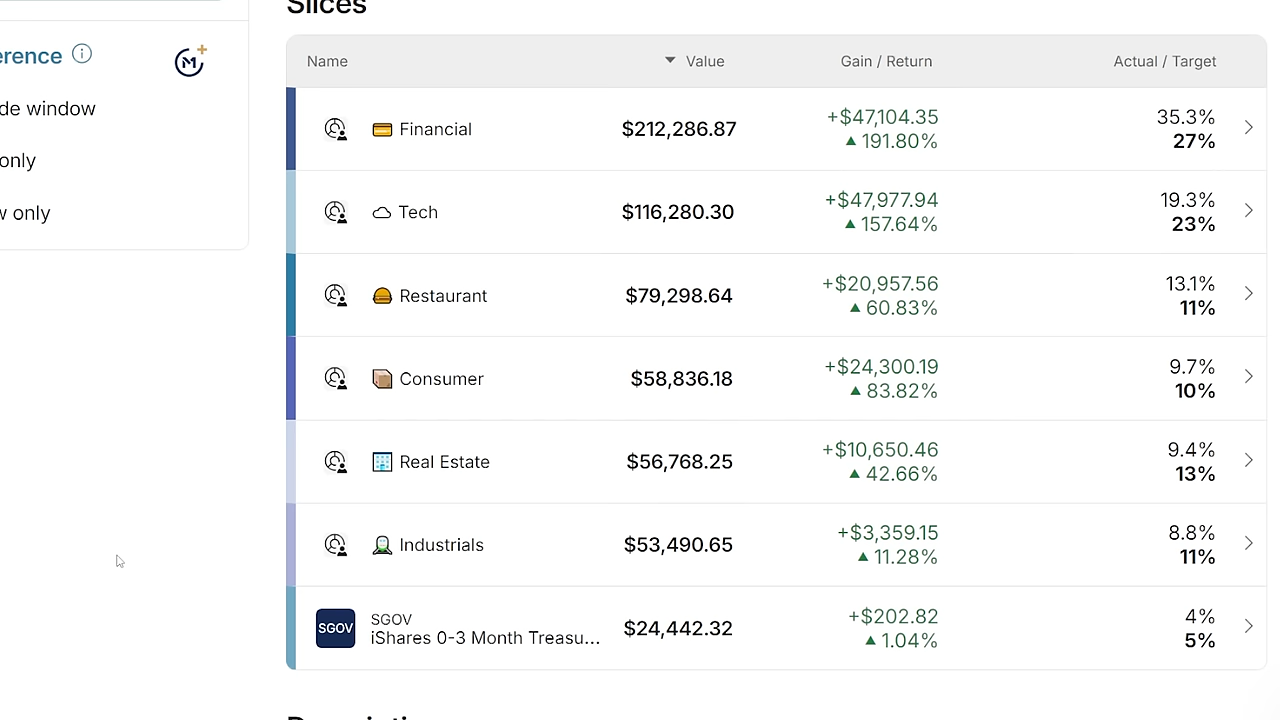 Slices
erence
de window
only
w only
Name Value Gain / Return Actual / Target
Financial $212,286.87 +$47,104.35 35.3%
191.80% 27%
Tech $116,280.30 +$47,977.94 19.3%
157.64% 23%
Restaurant $79,298.64 +$20,957.56 13.1%
60.83% 11%
Consumer $58,836.18 +$24,300.19 9.7%
83.82% 10%
Real Estate $56,768.25 +$10,650.46 9.4%
42.66% 13%
Industrials $53,490.65 +$3,359.15 8.8%
11.28% 11%
SGOV SGOV $24,442.32 +$202.82 4%
iShares 0-3 Month Treasu... 1.04% 5%